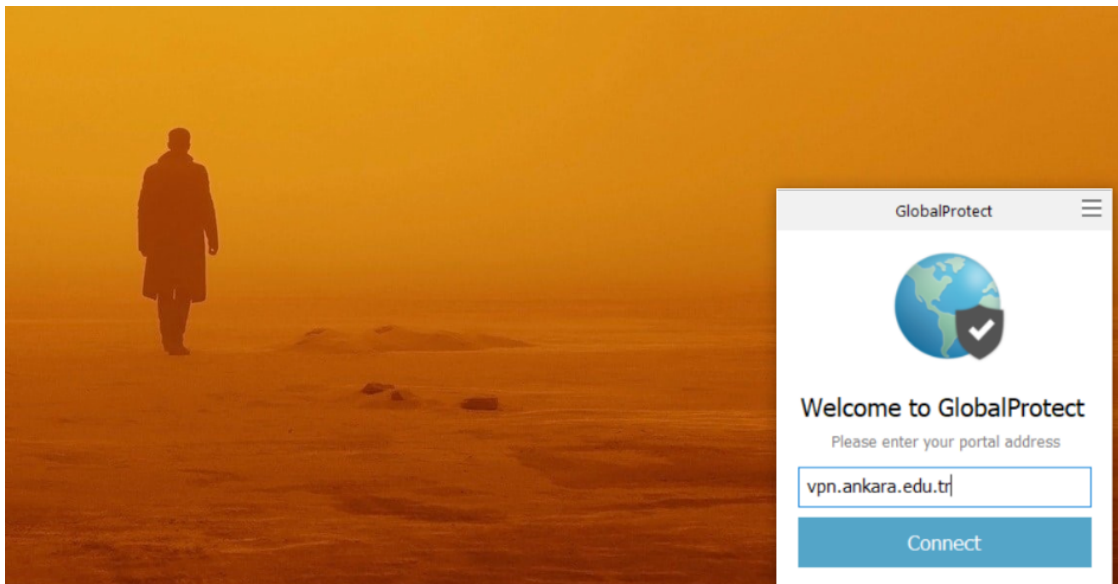 GlobalProtect
Welcome to GlobalProtect
Please enter your portal address
vpn.ankara.edu.tr
Connect